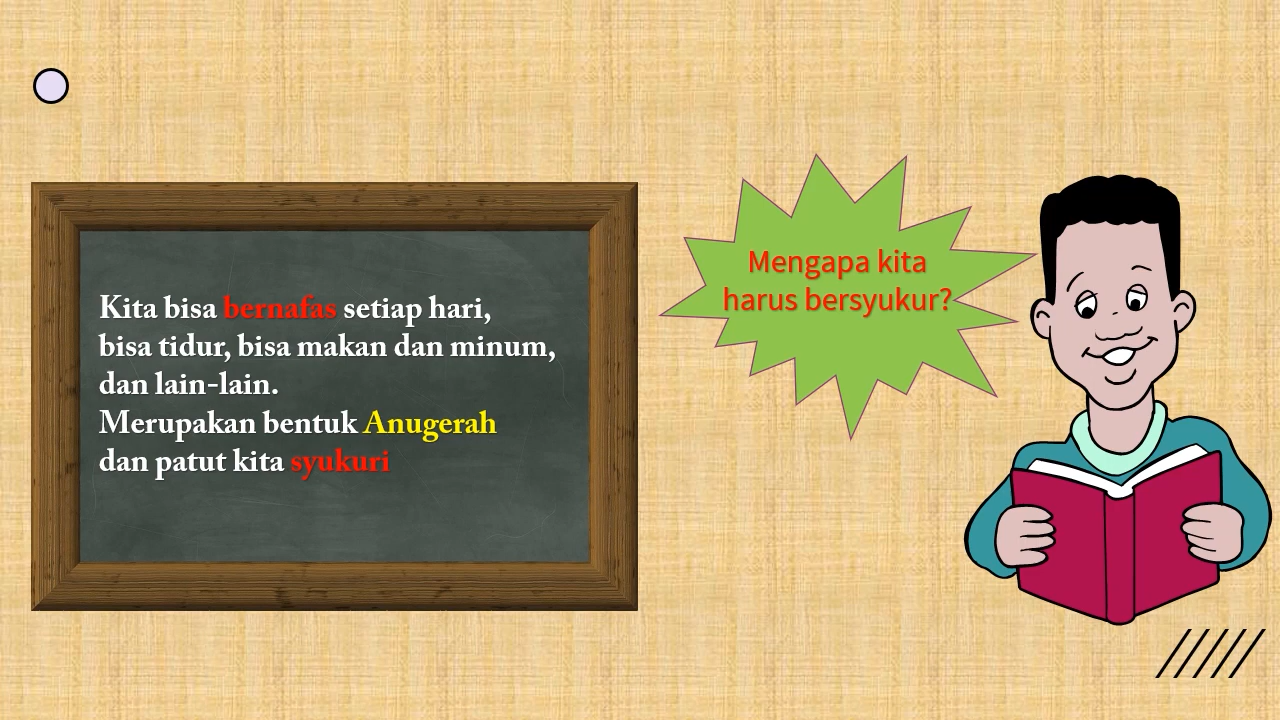 Kita bisa bernafas setiap hari,
bisa tidur, bisa makan dan minum,
dan lain-lain.
Merupakan bentuk Anugerah
dan patut kita syukuri
Mengapa kita
harus bersyukur?